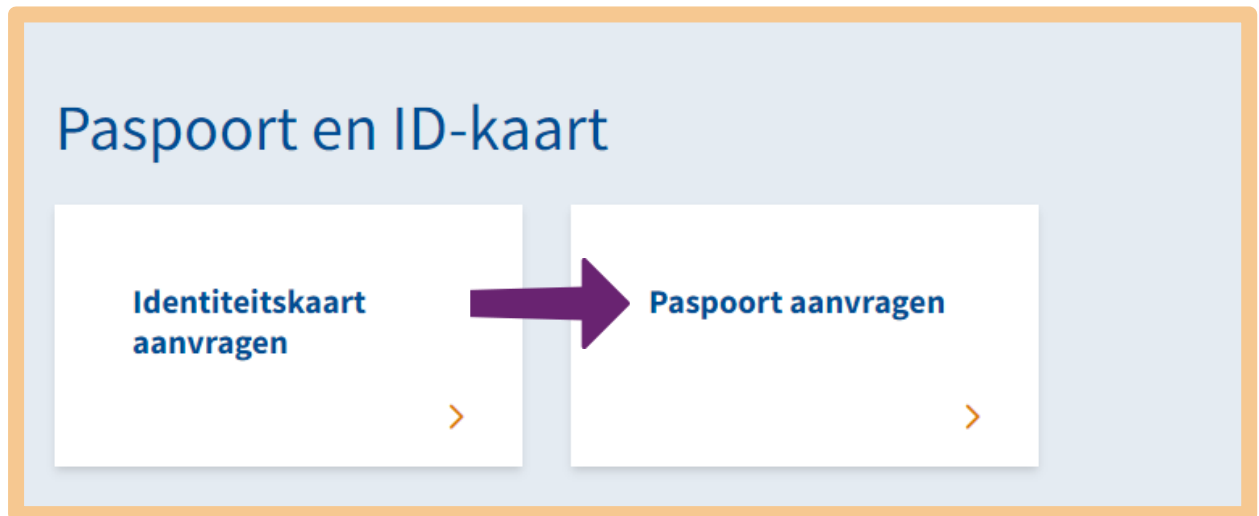 Paspoort en ID-kaart
Identiteitskaart
aanvragen
Paspoort aanvragen